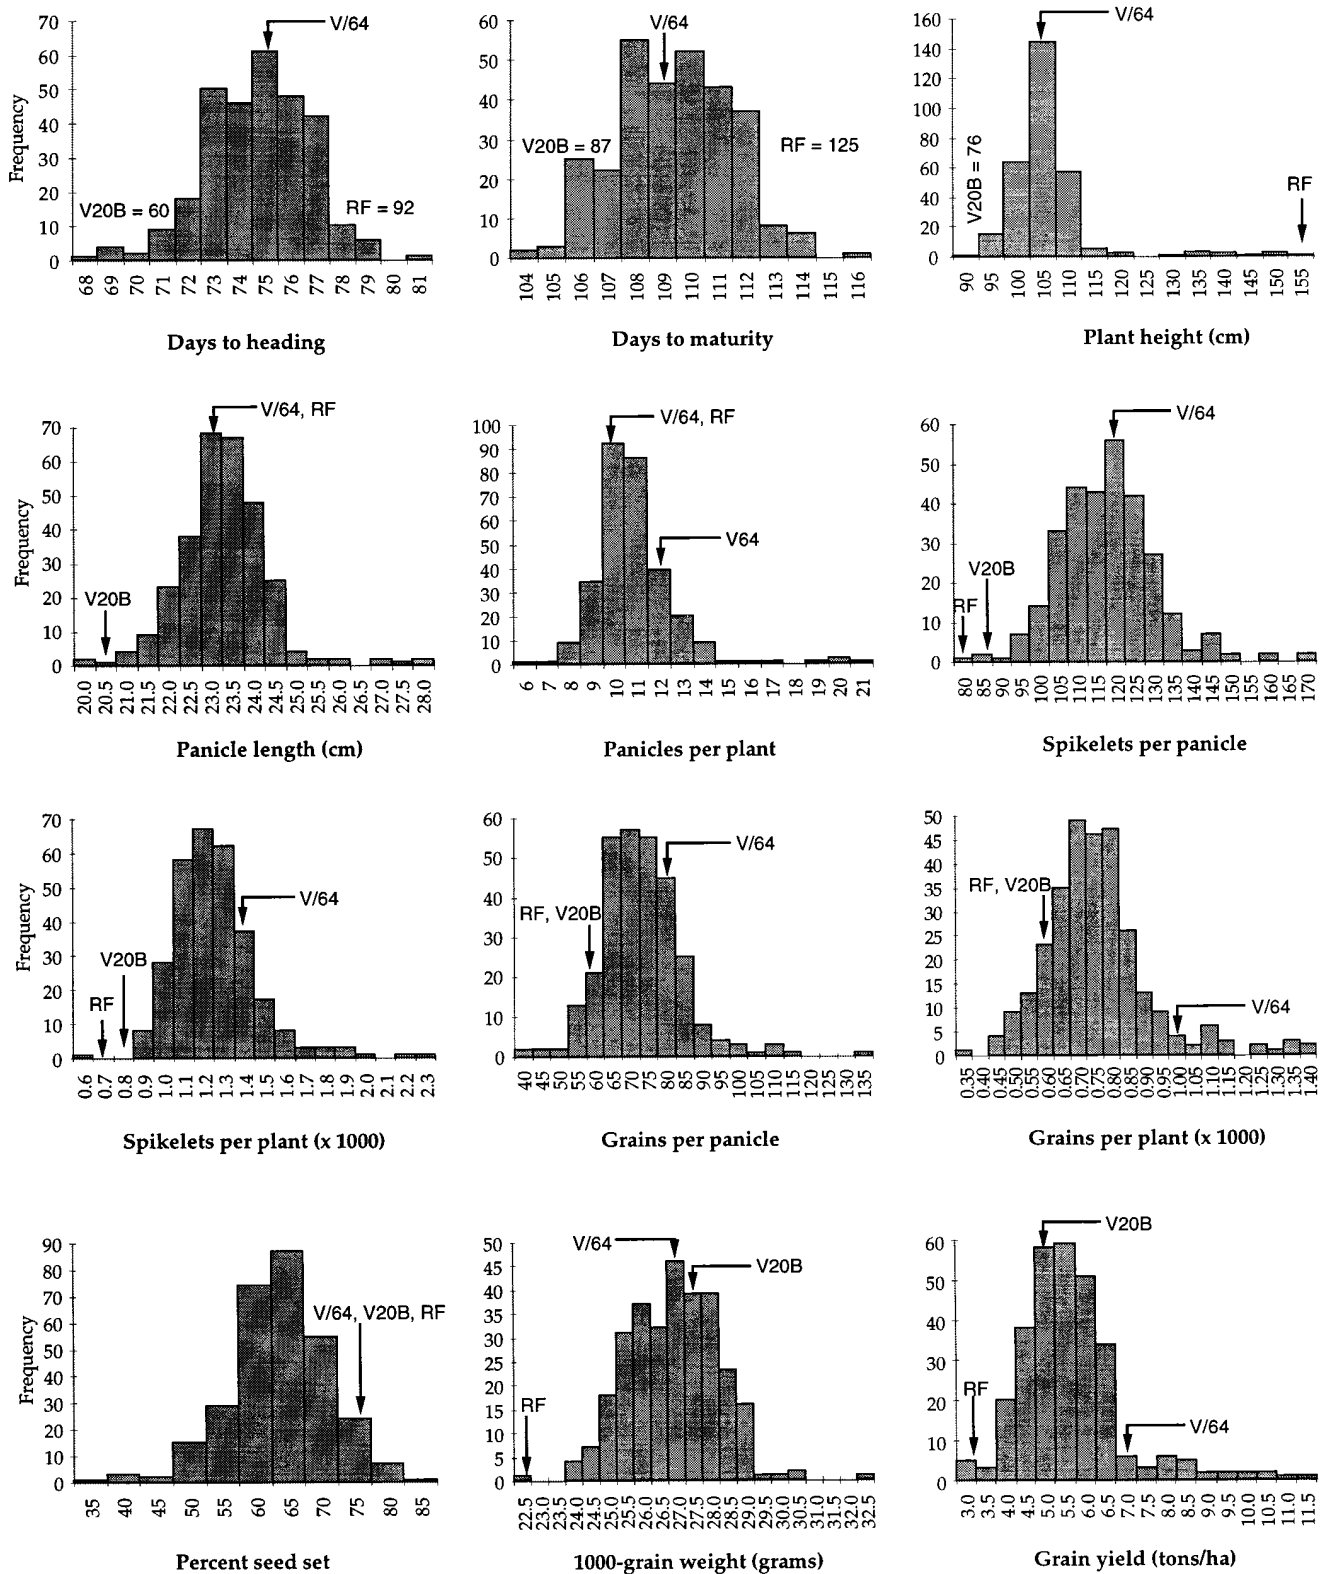 V/64
70
60
50
40
30
20
10
0
Frequency
V20B = 60
RF = 92
68 69 70 71 72 73 74 75 76 77 78 79 80 81
Days to heading
V/64
60
50
40
30
20
10
0
V20B = 87
RF = 125
104 105 106 107 108 109 110 111 112 113 114 115 116
Days to maturity
V/64
160
140
120
100
80
60
40
20
0
V20B = 76
RF
90 95 100 105 110 115 120 125 130 135 140 145 150 155
Plant height (cm)
V/64, RF
70
60
50
40
30
20
10
0
Frequency
V20B
20.0 20.5 21.0 21.5 22.0 22.5 23.0 23.5 24.0 24.5 25.0 25.5 26.0 26.5 27.0 27.5 28.0
Panicle length (cm)
V/64, RF
100
90
80
70
60
50
40
30
20
10
0
V64
6 7 8 9 10 11 12 13 14 15 16 17 18 19 20 21
Panicles per plant
V/64
60
50
40
30
20
10
0
V20B
RF
80 85 90 95 100 105 110 115 120 125 130 135 140 145 150 155 160 165 170
Spikelets per panicle
70
60
50
40
30
20
10
0
Frequency
V/64
V20B
RF
0.6 0.7 0.8 0.9 1.0 1.1 1.2 1.3 1.4 1.5 1.6 1.7 1.8 1.9 2.0 2.1 2.2 2.3
Spikelets per plant (x 1000)
60
50
40
30
20
10
0
V/64
RF, V20B
40 45 50 55 60 65 70 75 80 85 90 95 100 105 110 115 120 125 130 135
Grains per panicle
50
45
40
35
30
25
20
15
10
5
0
RF, V20B
V/64
0.35 0.40 0.45 0.50 0.55 0.60 0.65 0.70 0.75 0.80 0.85 0.90 0.95 1.00 1.05 1.10 1.15 1.20 1.25 1.30 1.35 1.40
Grains per plant (x 1000)
90
80
70
60
50
40
30
20
10
0
Frequency
V/64, V20B, RF
35 40 45 50 55 60 65 70 75 80 85
Percent seed set
V/64
50
45
40
35
30
25
20
15
10
5
0
V20B
RF
22.5 23.0 23.5 24.0 24.5 25.0 25.5 26.0 26.5 27.0 27.5 28.0 28.5 29.0 29.5 30.0 30.5 31.0 31.5 32.0 32.5
1000-grain weight (grams)
V20B
60
50
40
30
20
10
0
RF
V/64
3.0 3.5 4.0 4.5 5.0 5.5 6.0 6.5 7.0 7.5 8.0 8.5 9.0 9.5 10.0 10.5 11.0 11.5
Grain yield (tons/ha)